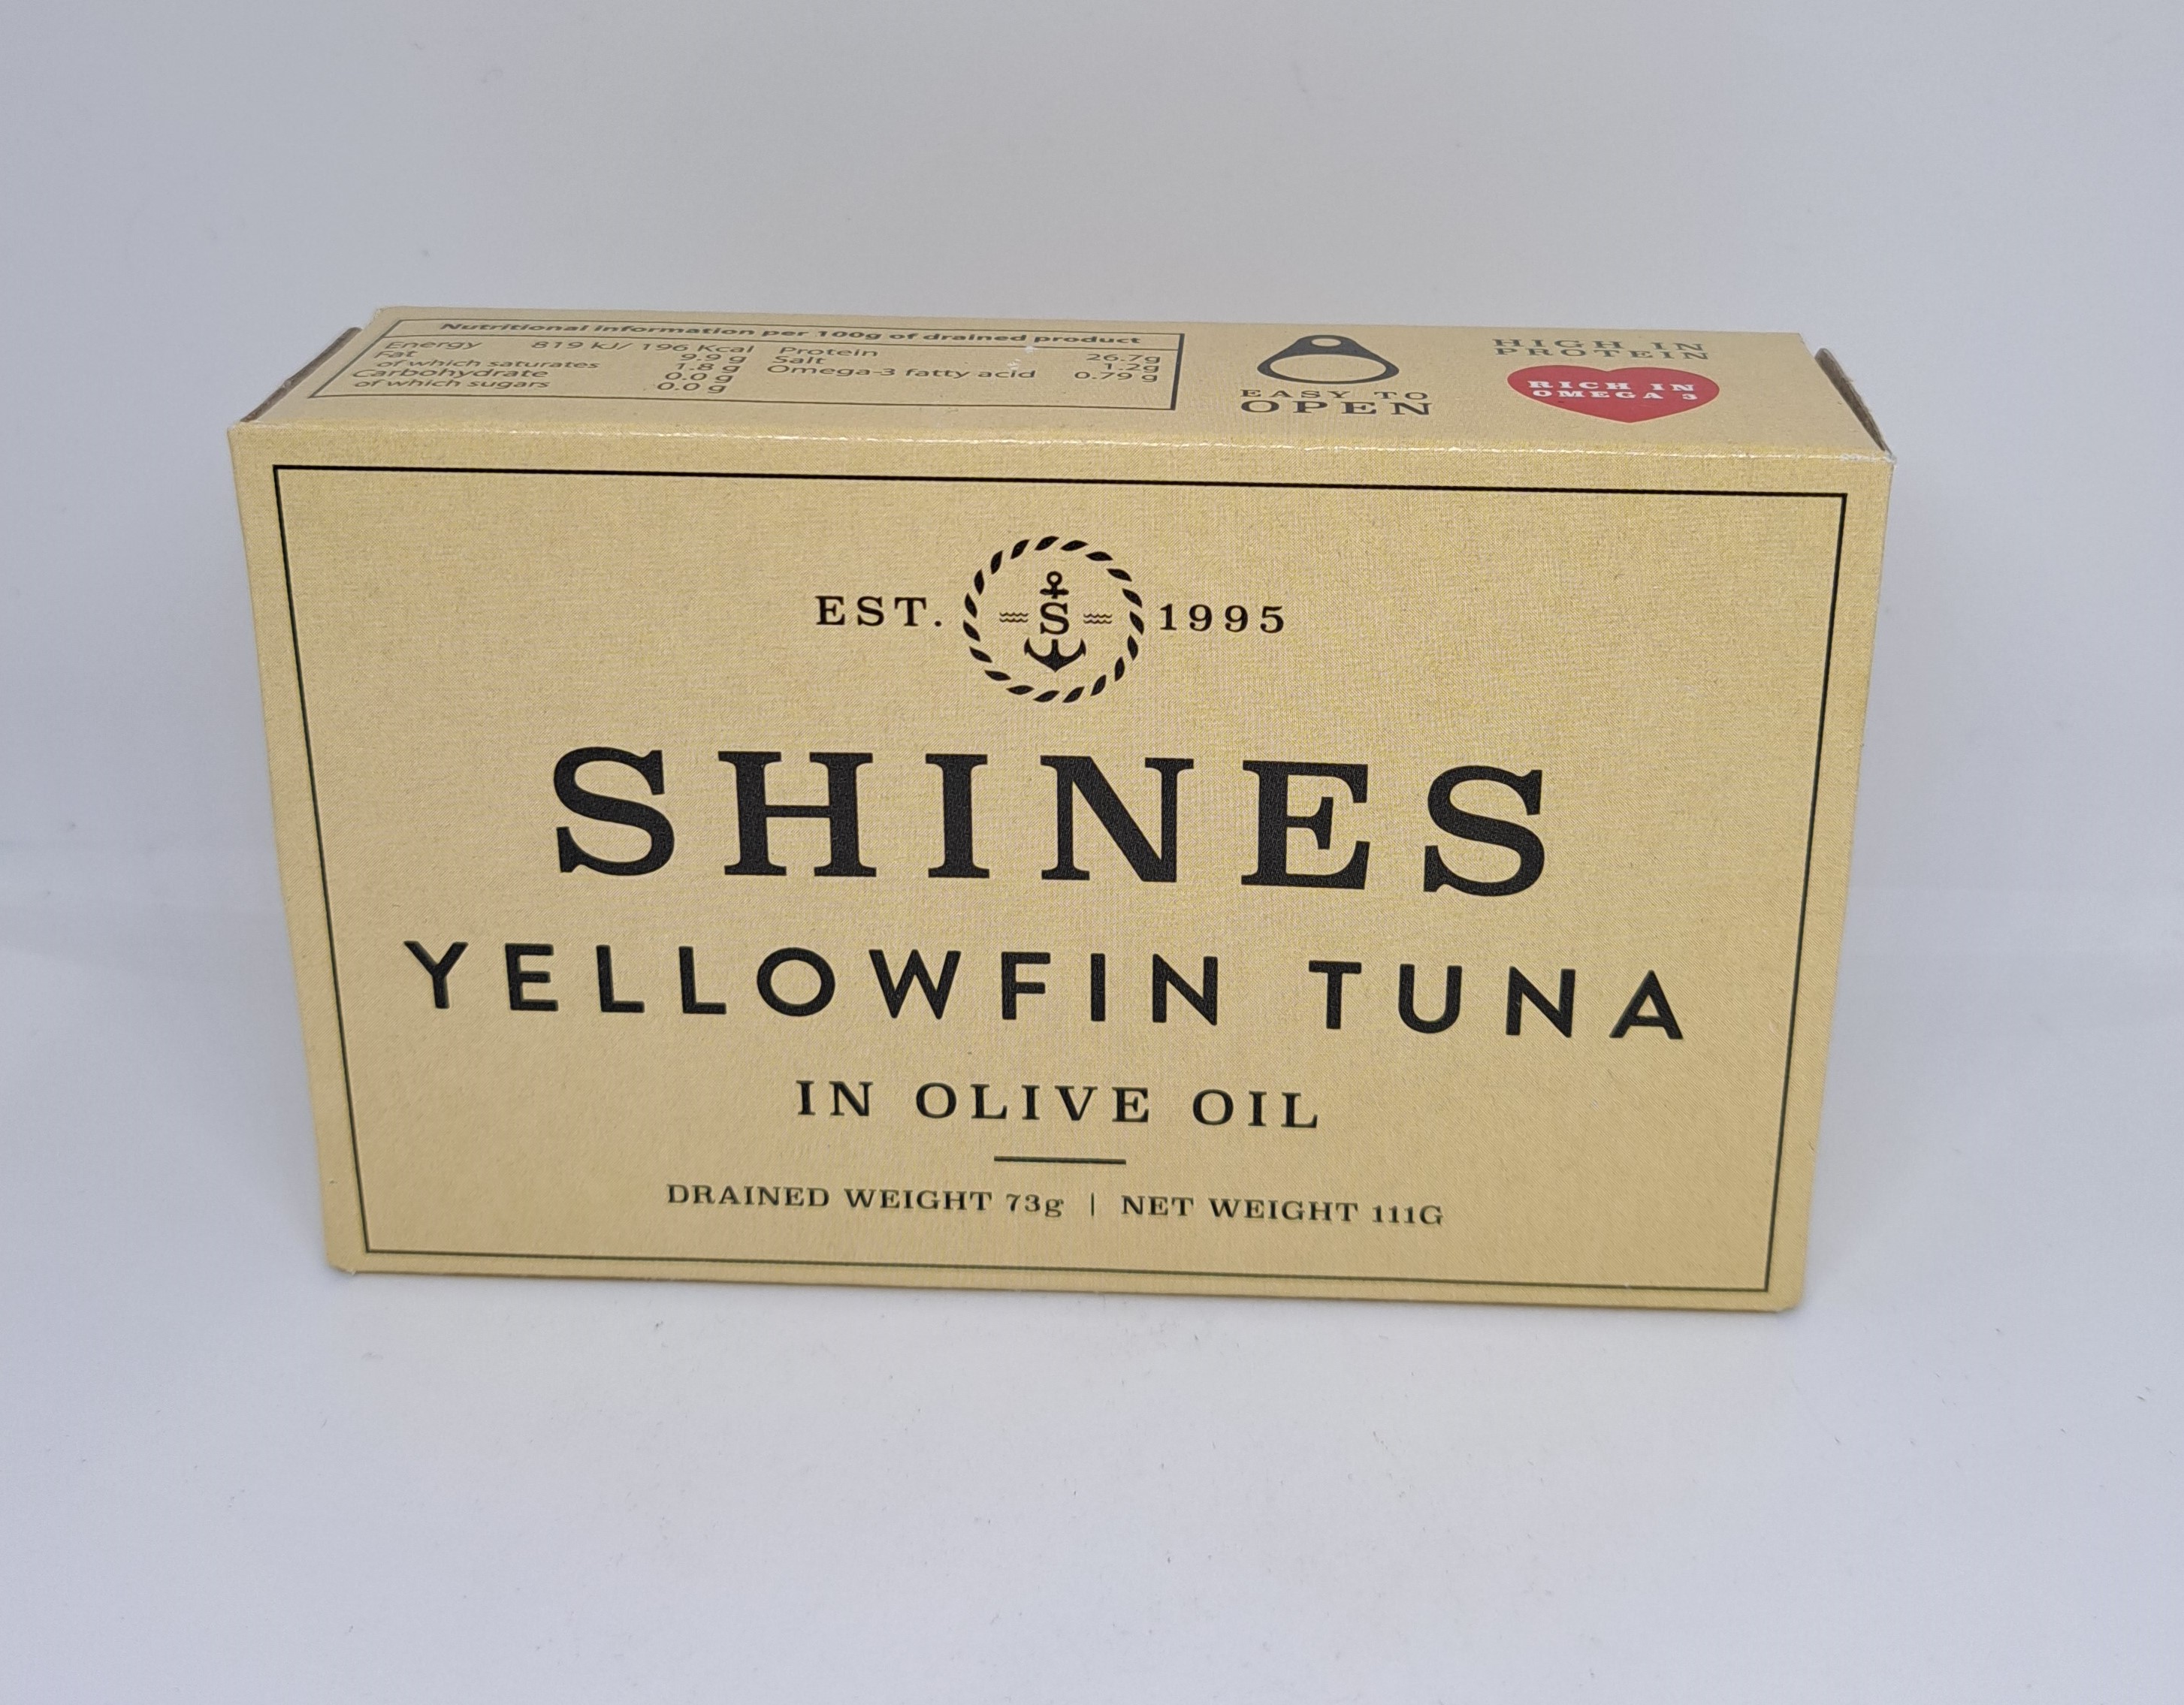 Nutritional information per 100g of drained product
Energy 819 kJ/ 196 Kcal
Fat 9.9 g
of which saturates 1.8 g
Carbohydrate 0.0 g
of which sugars 0.0 g
Protein 26.7g
Salt 1.2g
Omega-3 fatty acid 0.79 g
EASY TO
OPEN
HIGH IN
PROTEIN
RICH IN
OMEGA 3
EST. S 1995
SHINES
YELLOWFIN TUNA
IN OLIVE OIL
DRAINED WEIGHT 73g | NET WEIGHT 111G